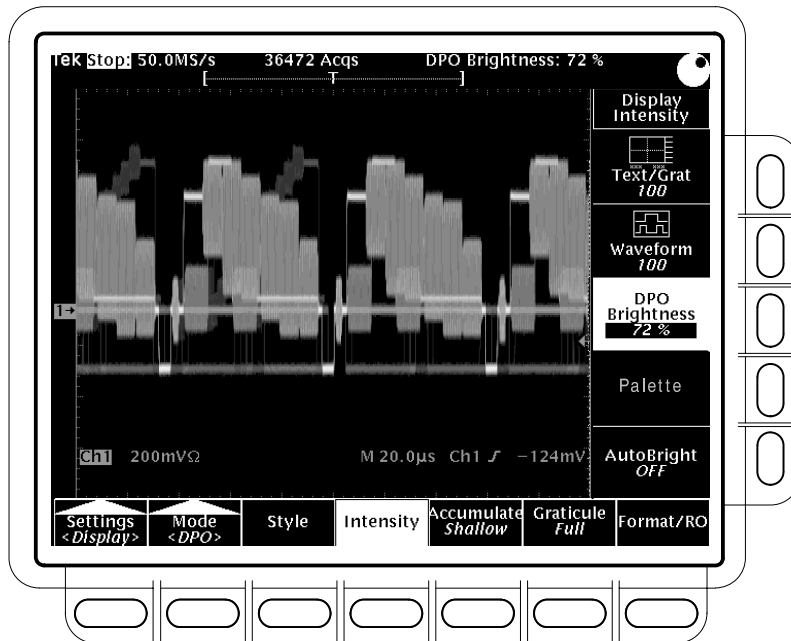 Tek Stop: 50.0MS/s 36472 Acqs DPO Brightness: 72 %
[ T ]
Display
Intensity
Text/Grat
100
Waveform
100
DPO
Brightness
72 %
Palette
AutoBright
OFF
1→
Ch1 200mVΩ M 20.0µs Ch1 ∫ −124mV
Settings
<Display>
Mode
<DPO>
Style
Intensity
Accumulate
Shallow
Graticule
Full
Format/RO